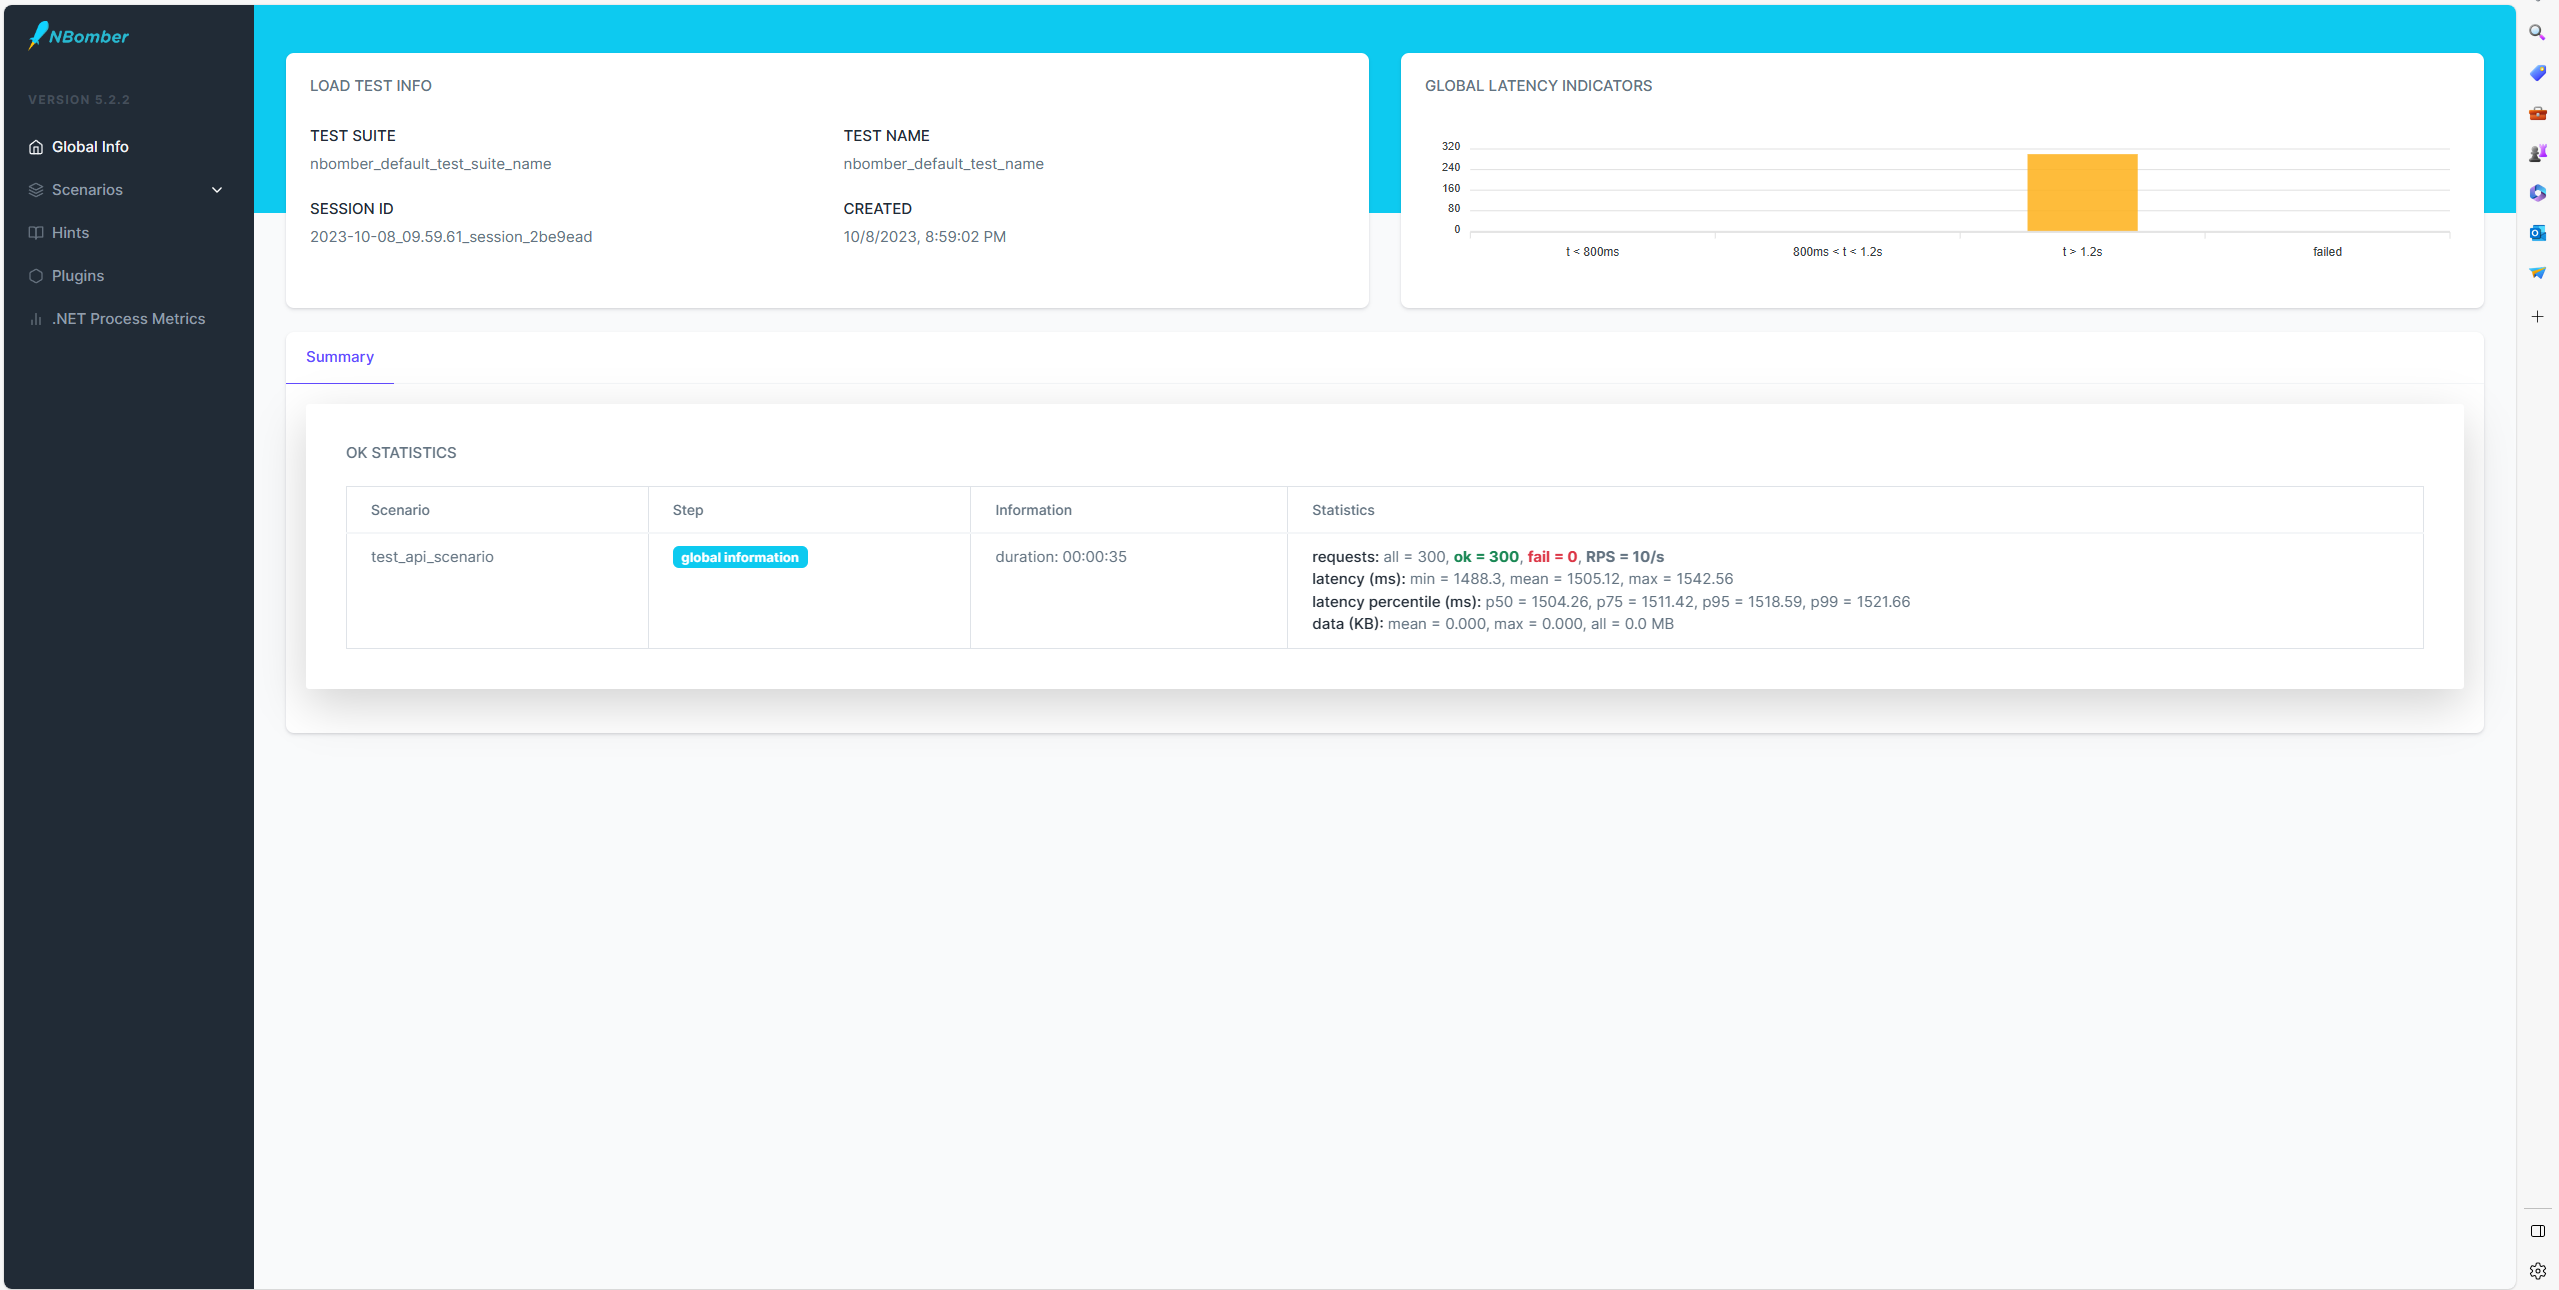 NBomber
VERSION 5.2.2
Global Info
Scenarios
Hints
Plugins
.NET Process Metrics
LOAD TEST INFO
TEST SUITE
nbomber_default_test_suite_name
TEST NAME
nbomber_default_test_name
SESSION ID
2023-10-08_09.59.61_session_2be9ead
CREATED
10/8/2023, 8:59:02 PM
GLOBAL LATENCY INDICATORS
320
240
160
80
0
t < 800ms
800ms < t < 1.2s
t > 1.2s
failed
Summary
OK STATISTICS
Scenario Step Information Statistics
test_api_scenario global information duration: 00:00:35 requests: all = 300, ok = 300, fail = 0, RPS = 10/s
latency (ms): min = 1488.3, mean = 1505.12, max = 1542.56
latency percentile (ms): p50 = 1504.26, p75 = 1511.42, p95 = 1518.59, p99 = 1521.66
data (KB): mean = 0.000, max = 0.000, all = 0.0 MB